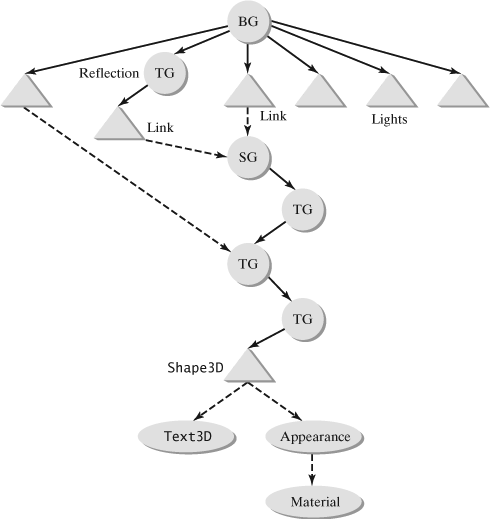 BG
Reflection
TG
Link
Link
Lights
SG
TG
TG
TG
Shape3D
Text3D
Appearance
Material